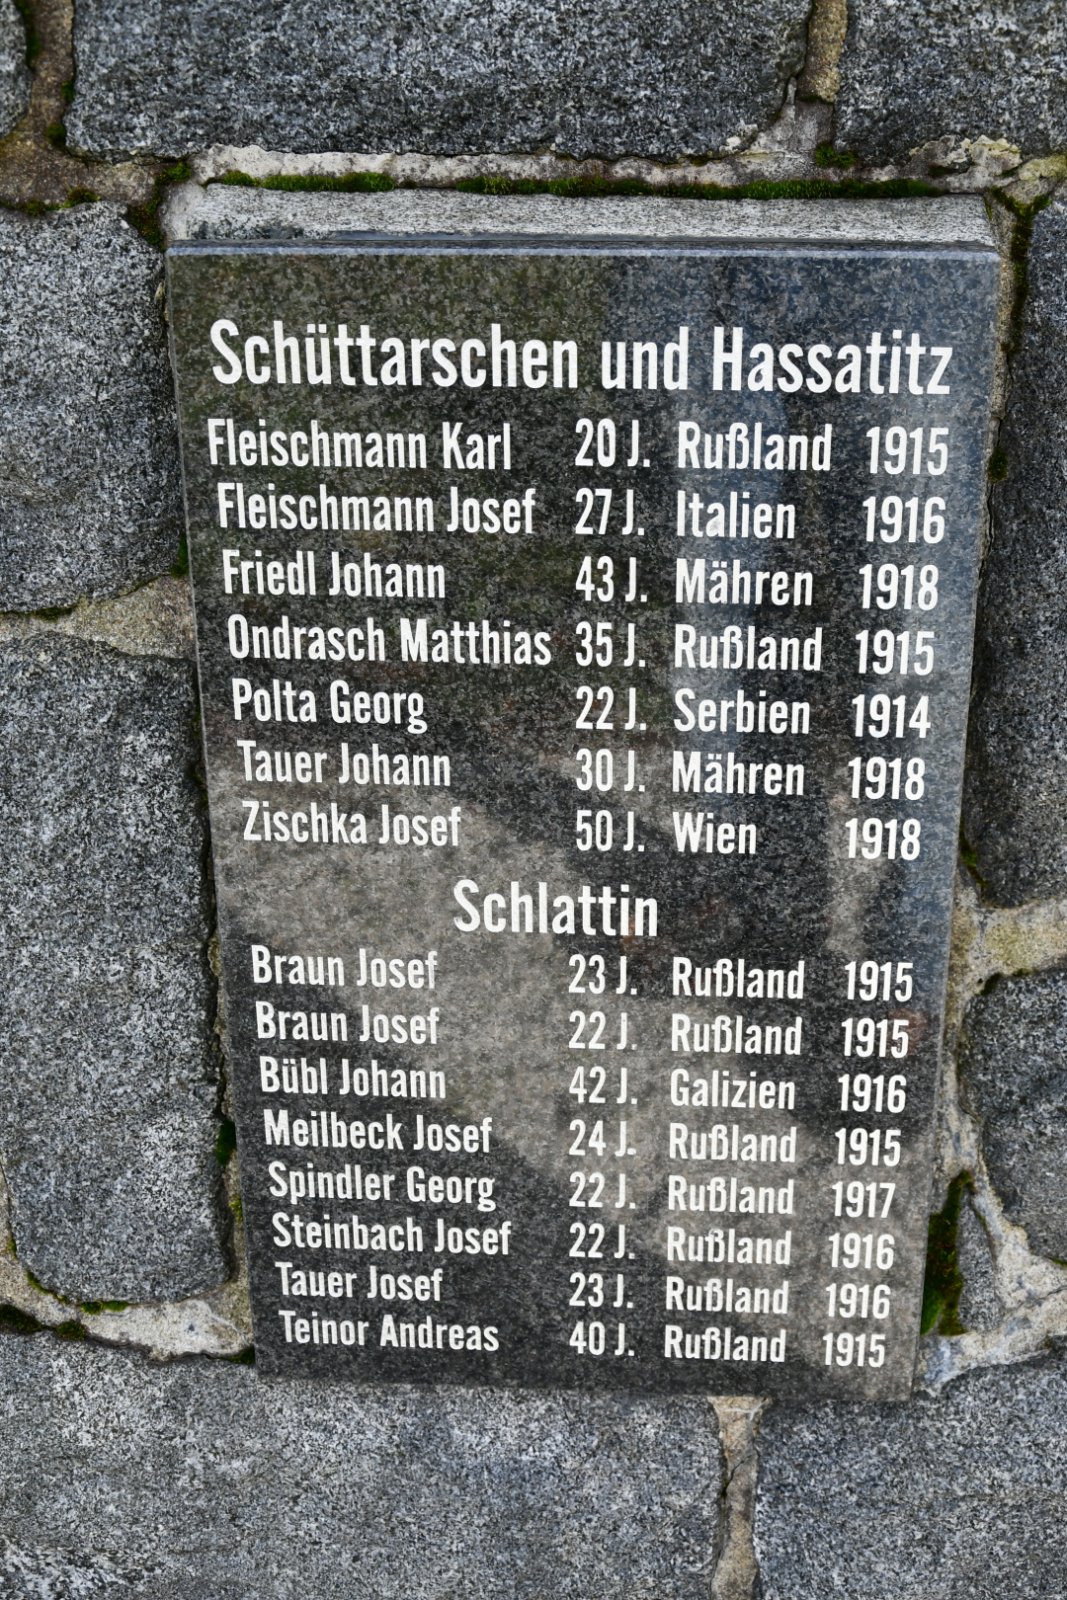 Schüttarschen und Hassatitz
Fleischmann Karl 20 J. Rußland 1915
Fleischmann Josef 27 J. Italien 1916
Friedl Johann 43 J. Mähren 1918
Ondrasch Matthias 35 J. Rußland 1915
Polta Georg 22 J. Serbien 1914
Tauer Johann 30 J. Mähren 1918
Zischka Josef 50 J. Wien 1918
Schlattin
Braun Josef 23 J. Rußland 1915
Braun Josef 22 J. Rußland 1915
Bübl Johann 42 J. Galizien 1916
Meilbeck Josef 24 J. Rußland 1915
Spindler Georg 22 J. Rußland 1917
Steinbach Josef 22 J. Rußland 1916
Tauer Josef 23 J. Rußland 1916
Teinor Andreas 40 J. Rußland 1915